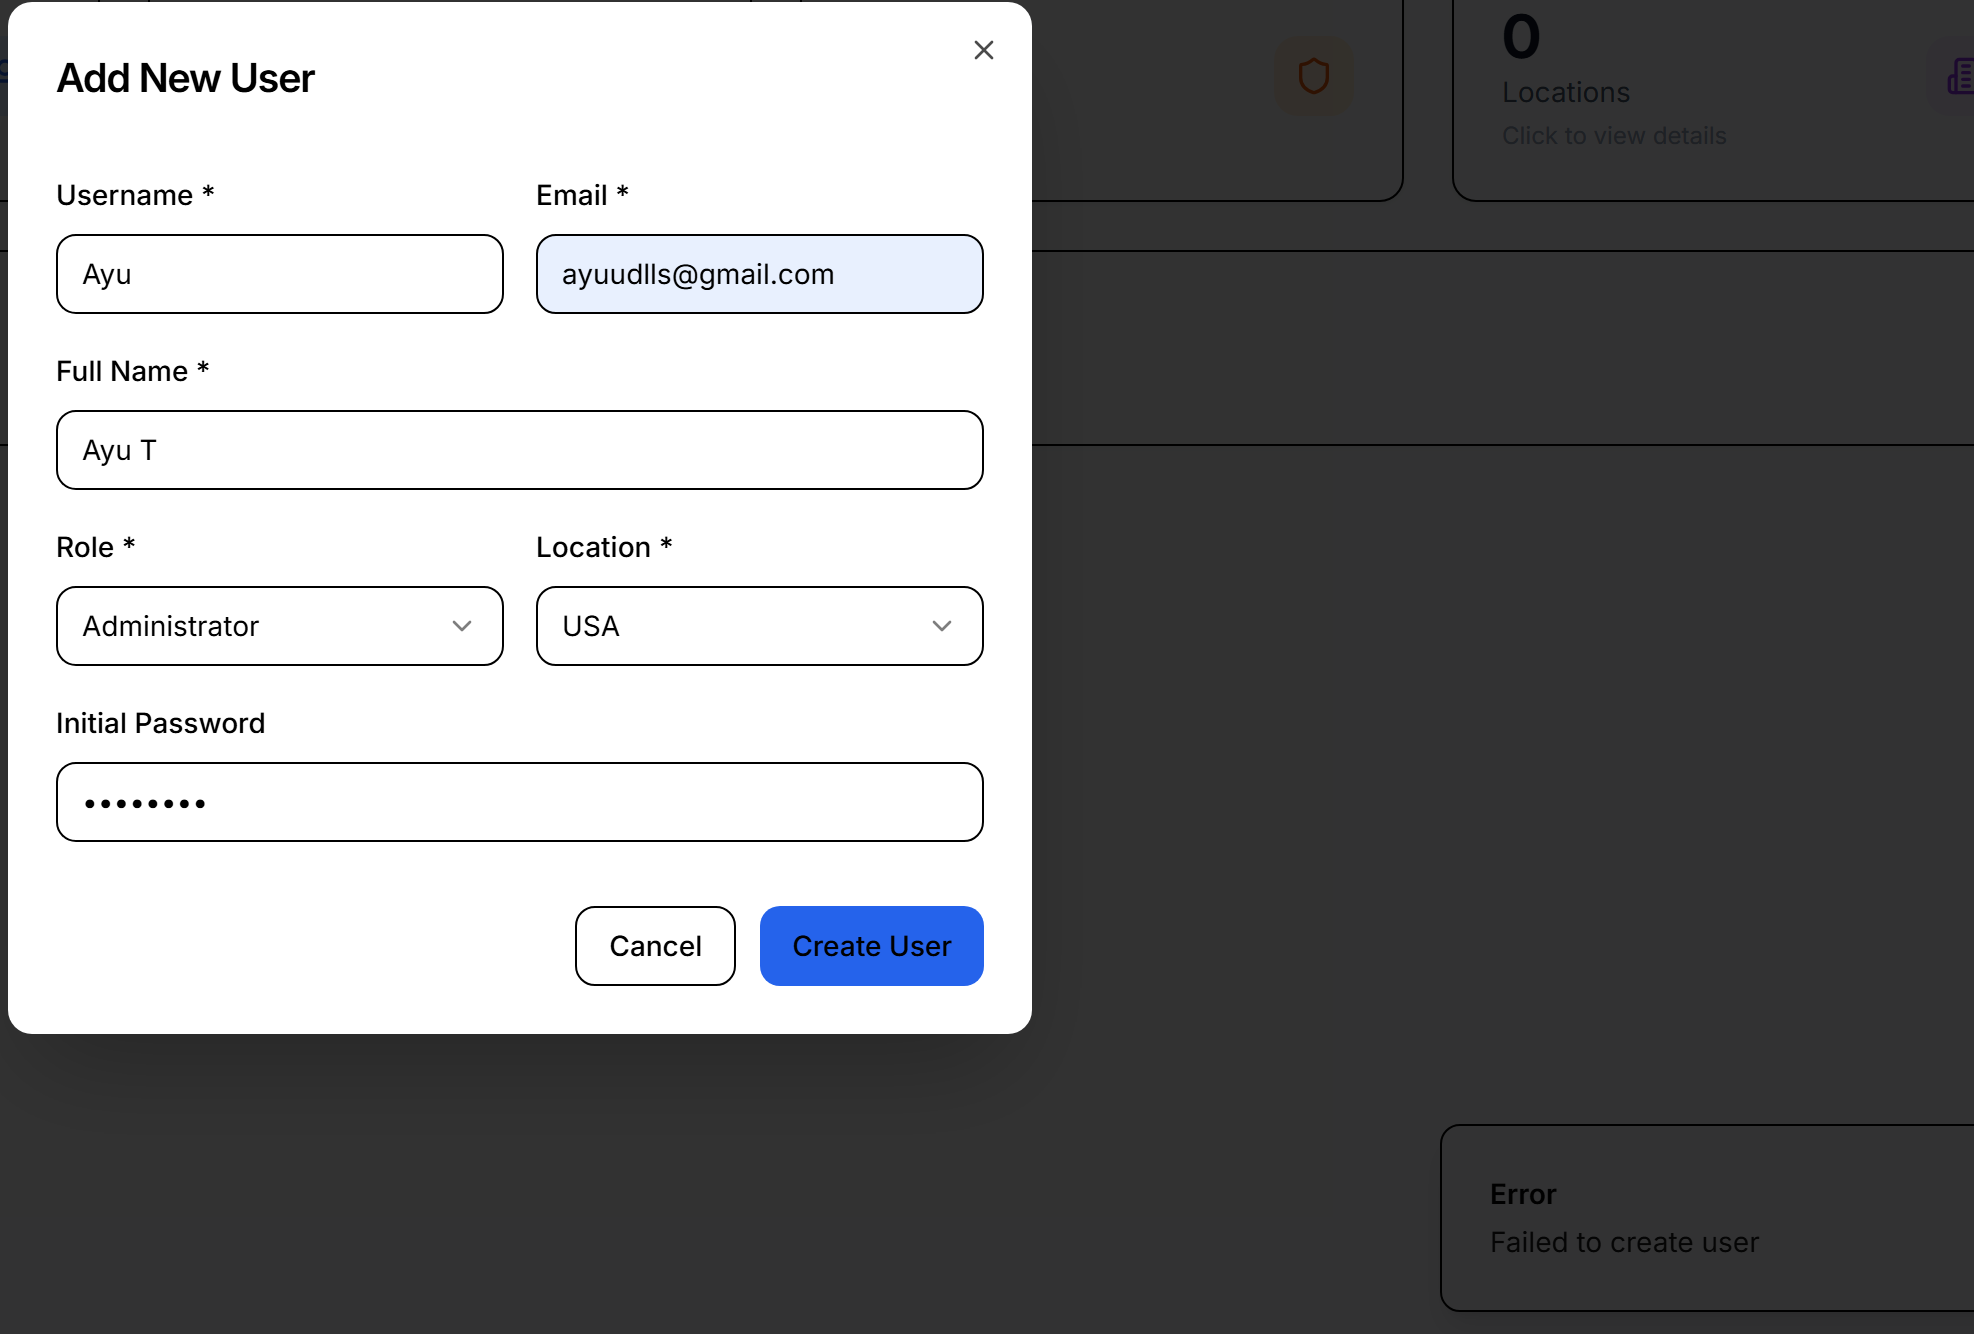 Add New User
Username *
Email *
Ayu
ayuudlls@gmail.com
Full Name *
Ayu T
Role *
Location *
Administrator
USA
Initial Password
••••••••
Cancel
Create User
0
Locations
Click to view details
Error
Failed to create user